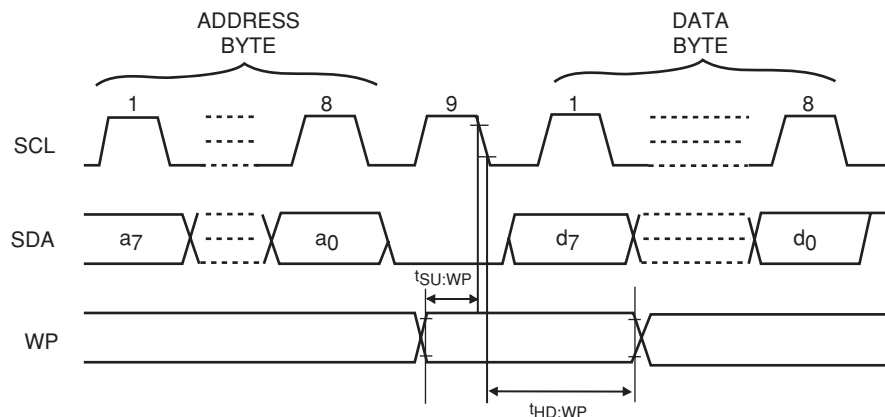 ADDRESS
BYTE
DATA
BYTE
1
8
9
1
8
SCL
SDA
a7
a0
d7
d0
tSU:WP
WP
tHD:WP